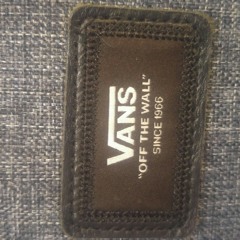 VANS
"OFF THE WALL"
SINCE 1966